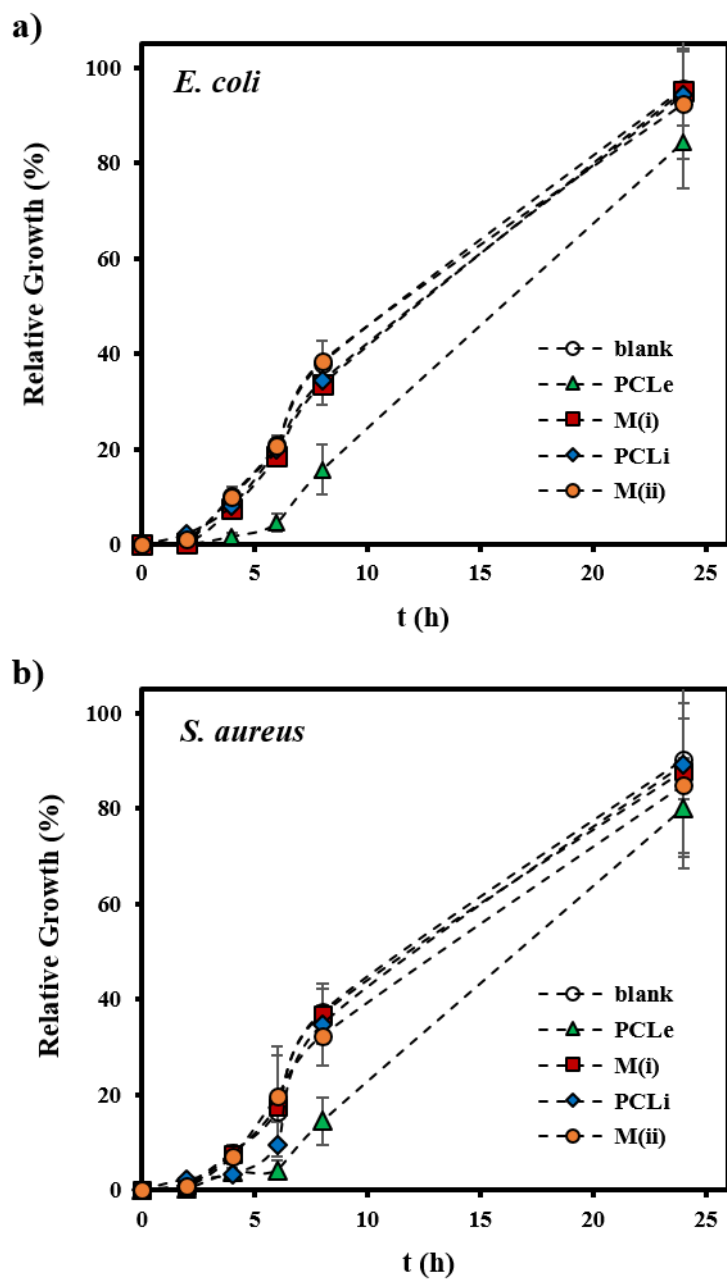 a)
E. coli
Relative Growth (%)
100
80
60
40
20
0
0 5 10 15 20 25
t (h)
blank
PCLe
M(i)
PCLi
M(ii)
b)
S. aureus
Relative Growth (%)
100
80
60
40
20
0
0 5 10 15 20 25
t (h)
blank
PCLe
M(i)
PCLi
M(ii)